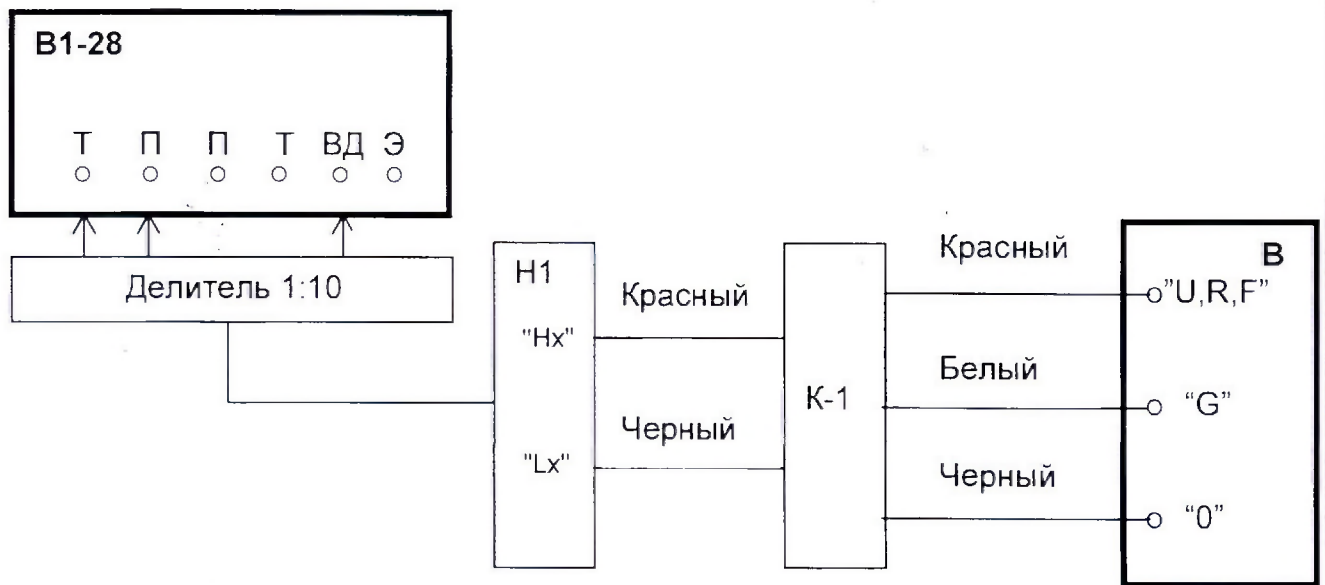 В1-28
Т П П Т ВД Э
Делитель 1:10
Н1
"Нх"
"Lx"
Красный
Черный
К-1
Красный
Белый
Черный
В
"U,R,F"
“G”
“0”